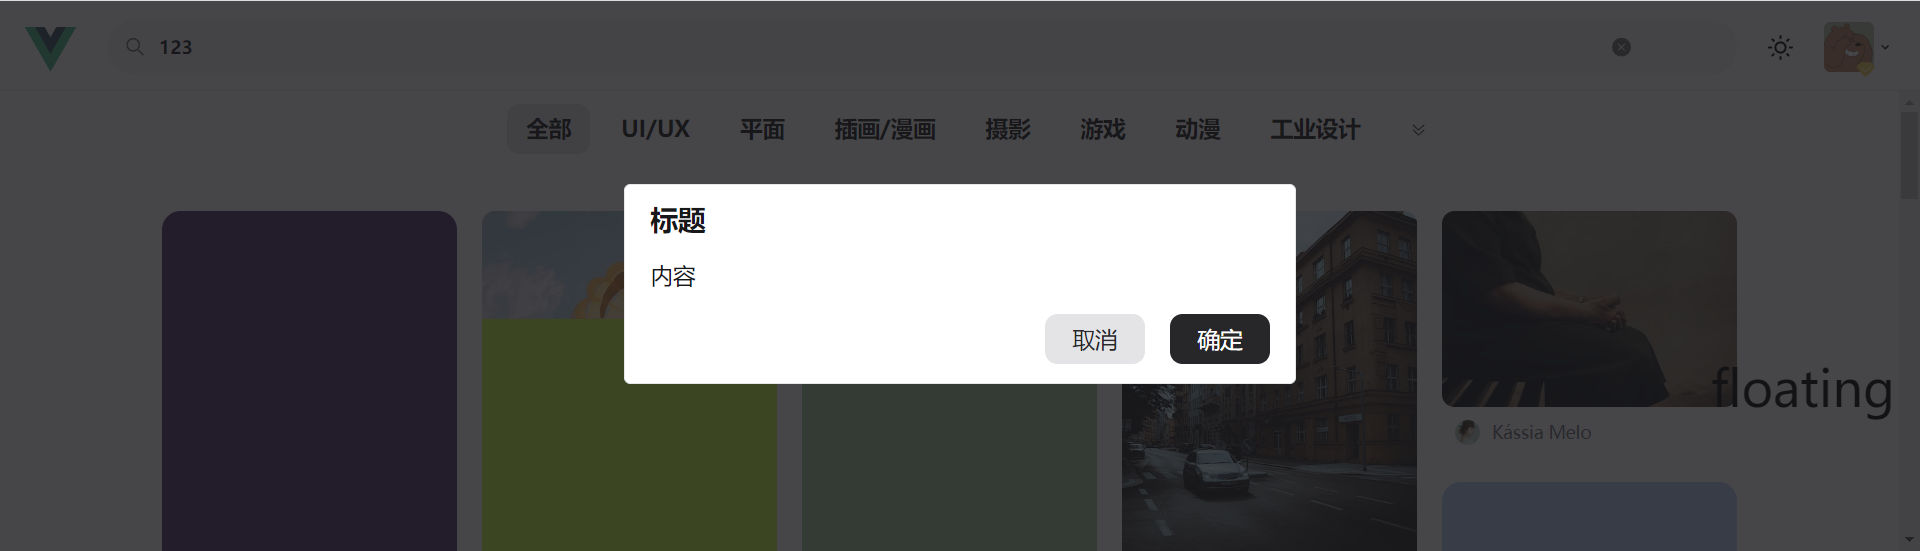 123
全部 UI/UX 平面 插画/漫画 摄影 游戏 动漫 工业设计
标题
内容
取消 确定
floating
Kássia Melo